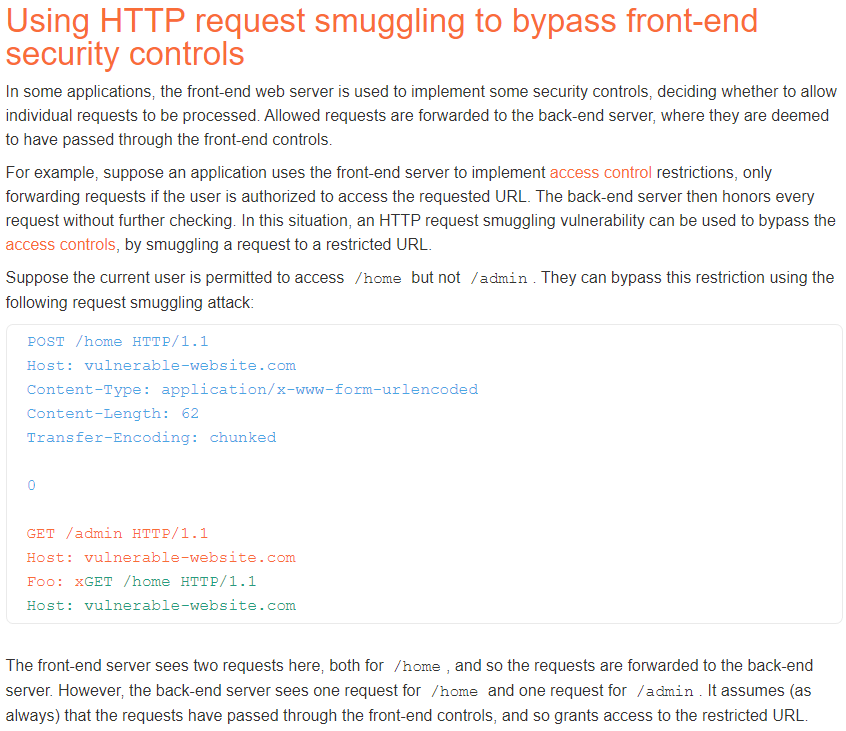 Using HTTP request smuggling to bypass front-end
security controls
In some applications, the front-end web server is used to implement some security controls, deciding whether to allow
individual requests to be processed. Allowed requests are forwarded to the back-end server, where they are deemed
to have passed through the front-end controls.
For example, suppose an application uses the front-end server to implement access control restrictions, only
forwarding requests if the user is authorized to access the requested URL. The back-end server then honors every
request without further checking. In this situation, an HTTP request smuggling vulnerability can be used to bypass the
access controls, by smuggling a request to a restricted URL.
Suppose the current user is permitted to access /home but not /admin . They can bypass this restriction using the
following request smuggling attack:
POST /home HTTP/1.1
Host: vulnerable-website.com
Content-Type: application/x-www-form-urlencoded
Content-Length: 62
Transfer-Encoding: chunked
0
GET /admin HTTP/1.1
Host: vulnerable-website.com
Foo: xGET /home HTTP/1.1
Host: vulnerable-website.com
The front-end server sees two requests here, both for /home , and so the requests are forwarded to the back-end
server. However, the back-end server sees one request for /home and one request for /admin . It assumes (as
always) that the requests have passed through the front-end controls, and so grants access to the restricted URL.